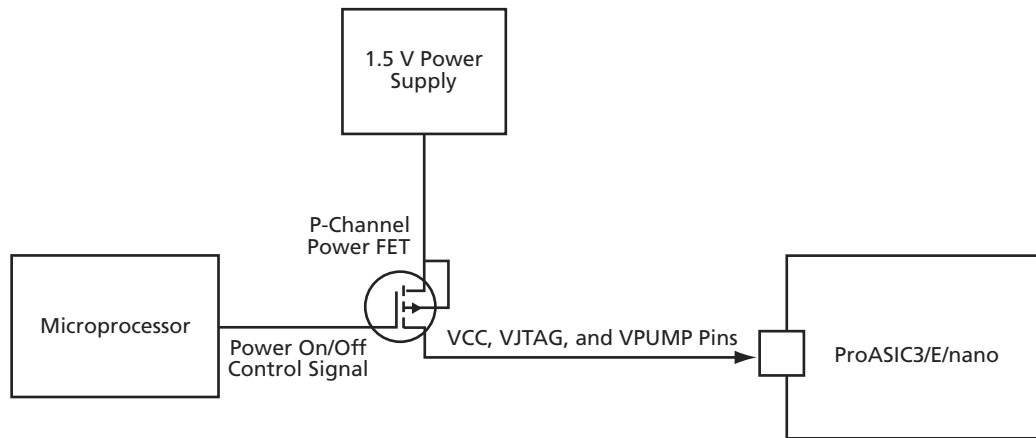 1.5 V Power
Supply
P-Channel
Power FET
Microprocessor
Power On/Off
Control Signal
VCC, VJTAG, and VPUMP Pins
ProASIC3/E/nano